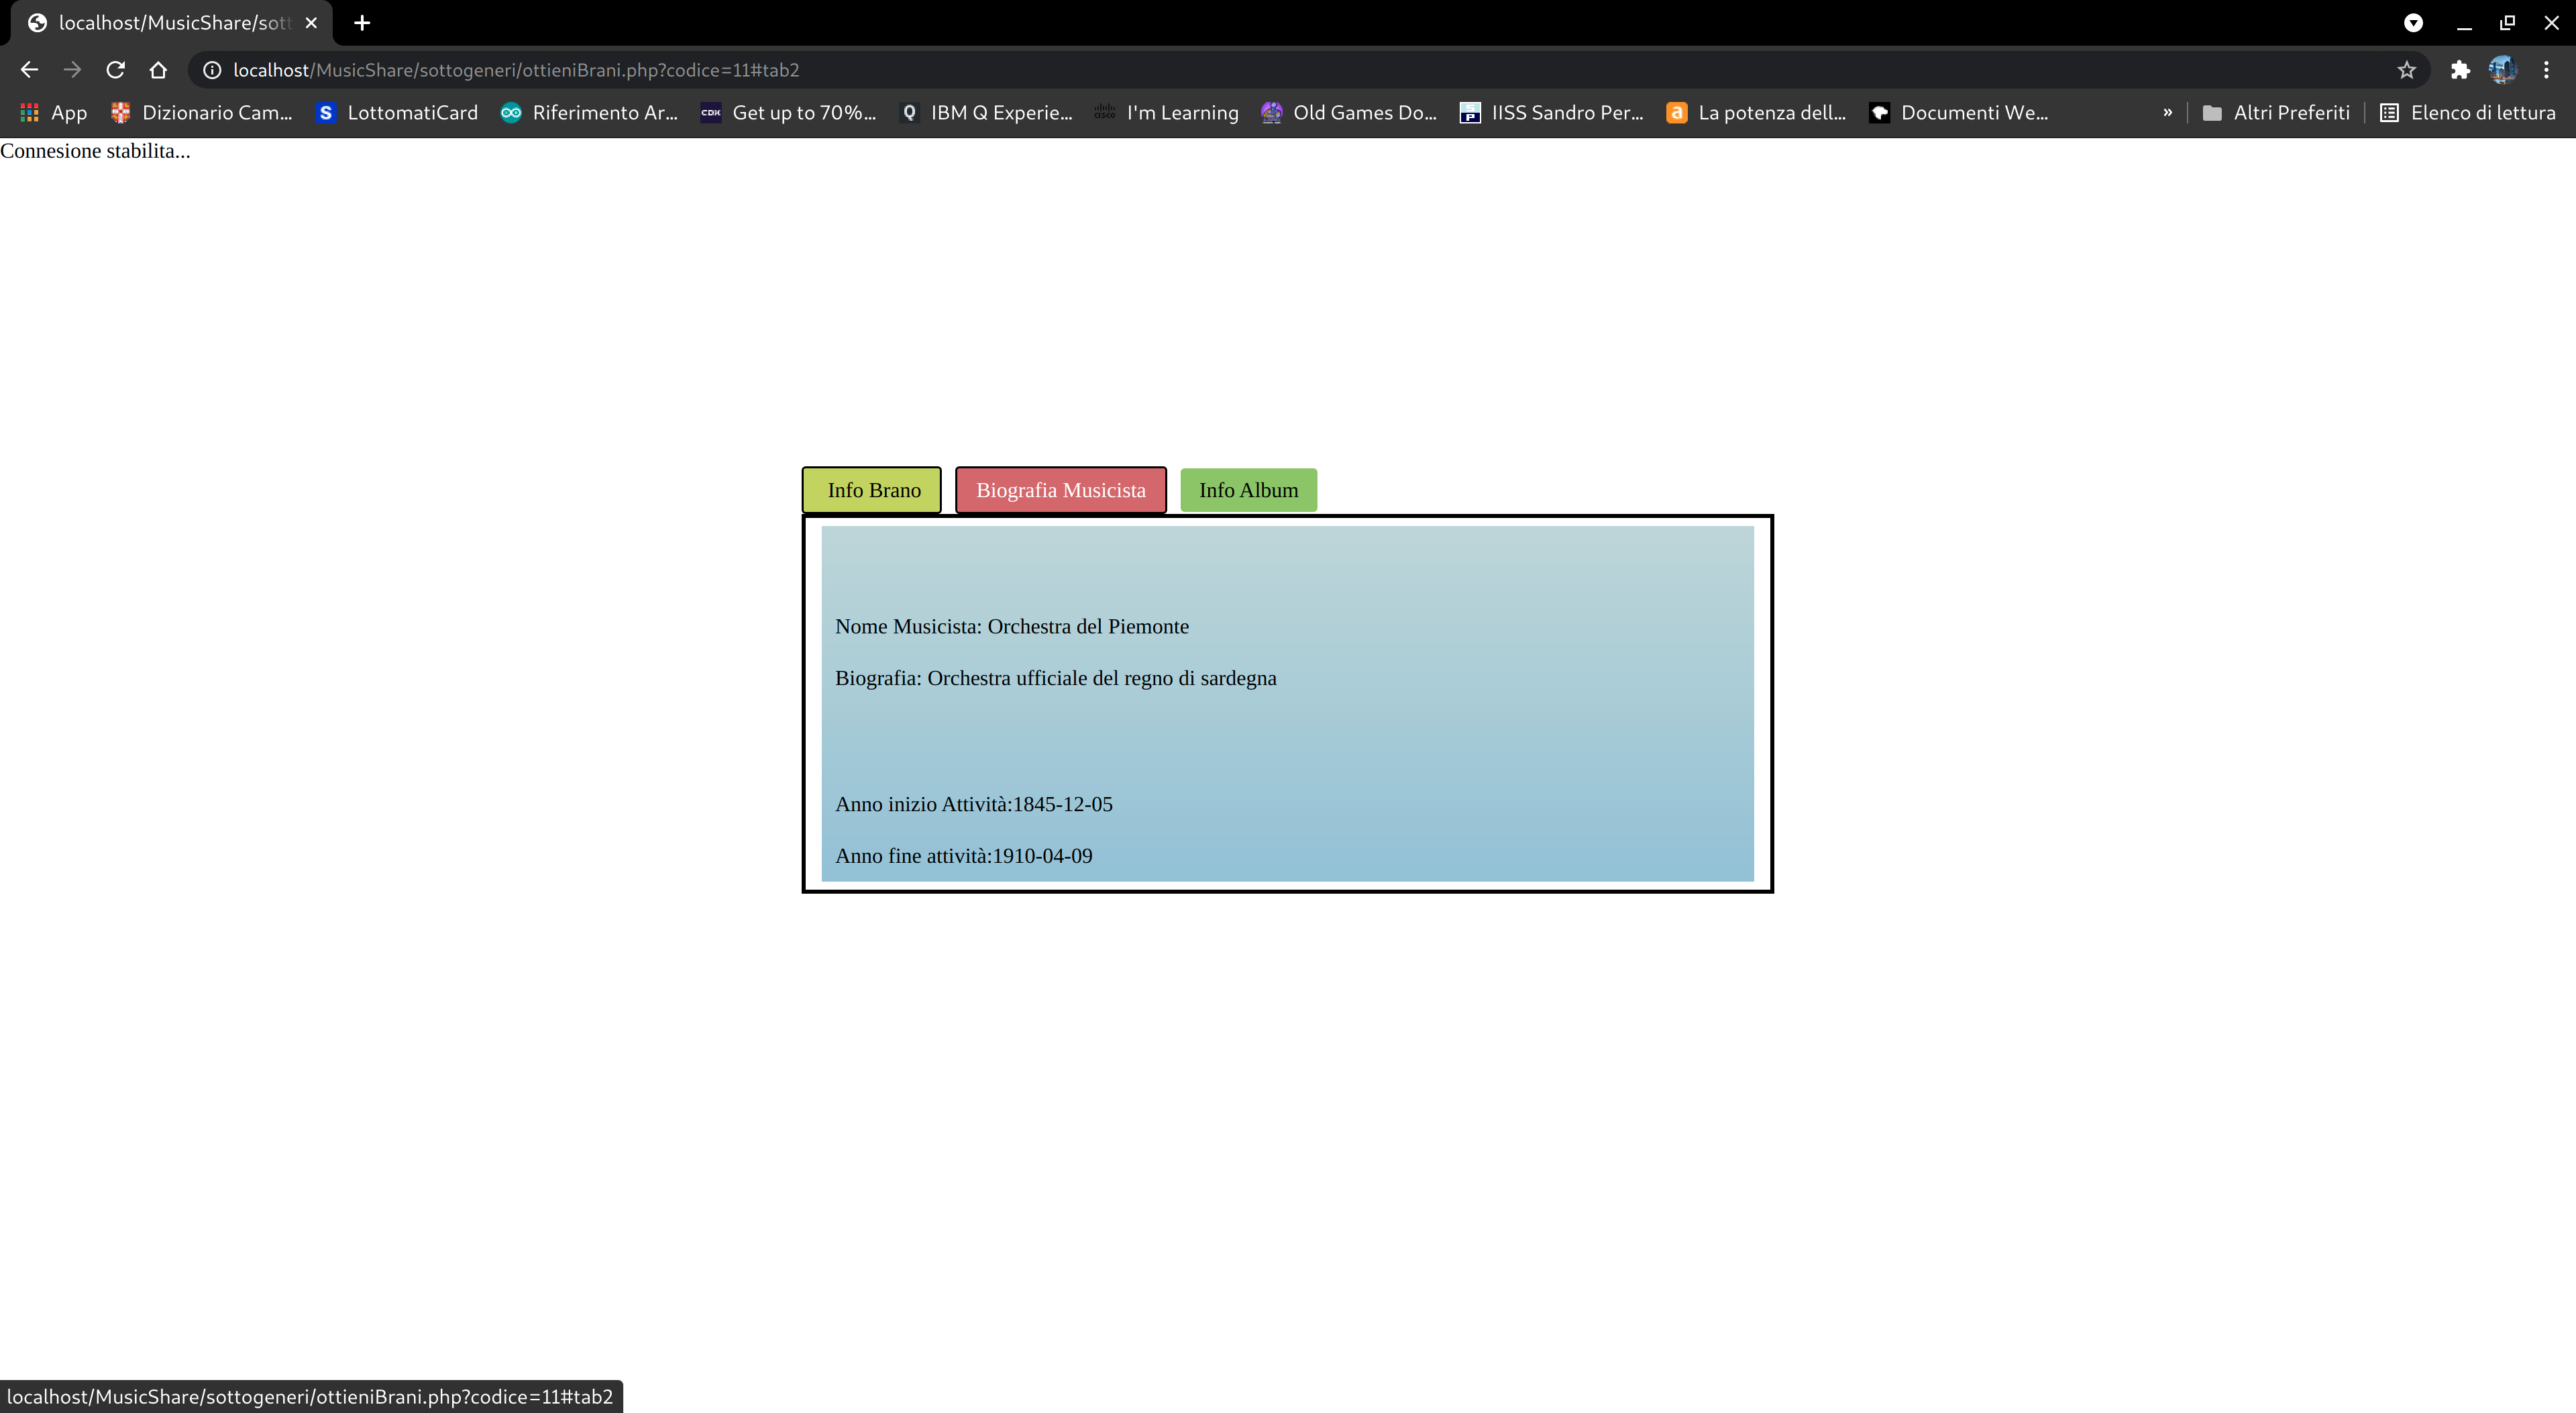 localhost/MusicShare/sott
localhost/MusicShare/sottogeneri/ottieniBrani.php?codice=11#tab2
App Dizionario Cam... S LottomatiCard Riferimento Ar... CDK Get up to 70%... Q IBM Q Experie... cisco I'm Learning Old Games Do... SP IISS Sandro Per... a La potenza dell... Documenti We... » Altri Preferiti Elenco di lettura
Connesione stabilita...
Info Brano Biografia Musicista Info Album
Nome Musicista: Orchestra del Piemonte
Biografia: Orchestra ufficiale del regno di sardegna
Anno inizio Attività:1845-12-05
Anno fine attività:1910-04-09
localhost/MusicShare/sottogeneri/ottieniBrani.php?codice=11#tab2